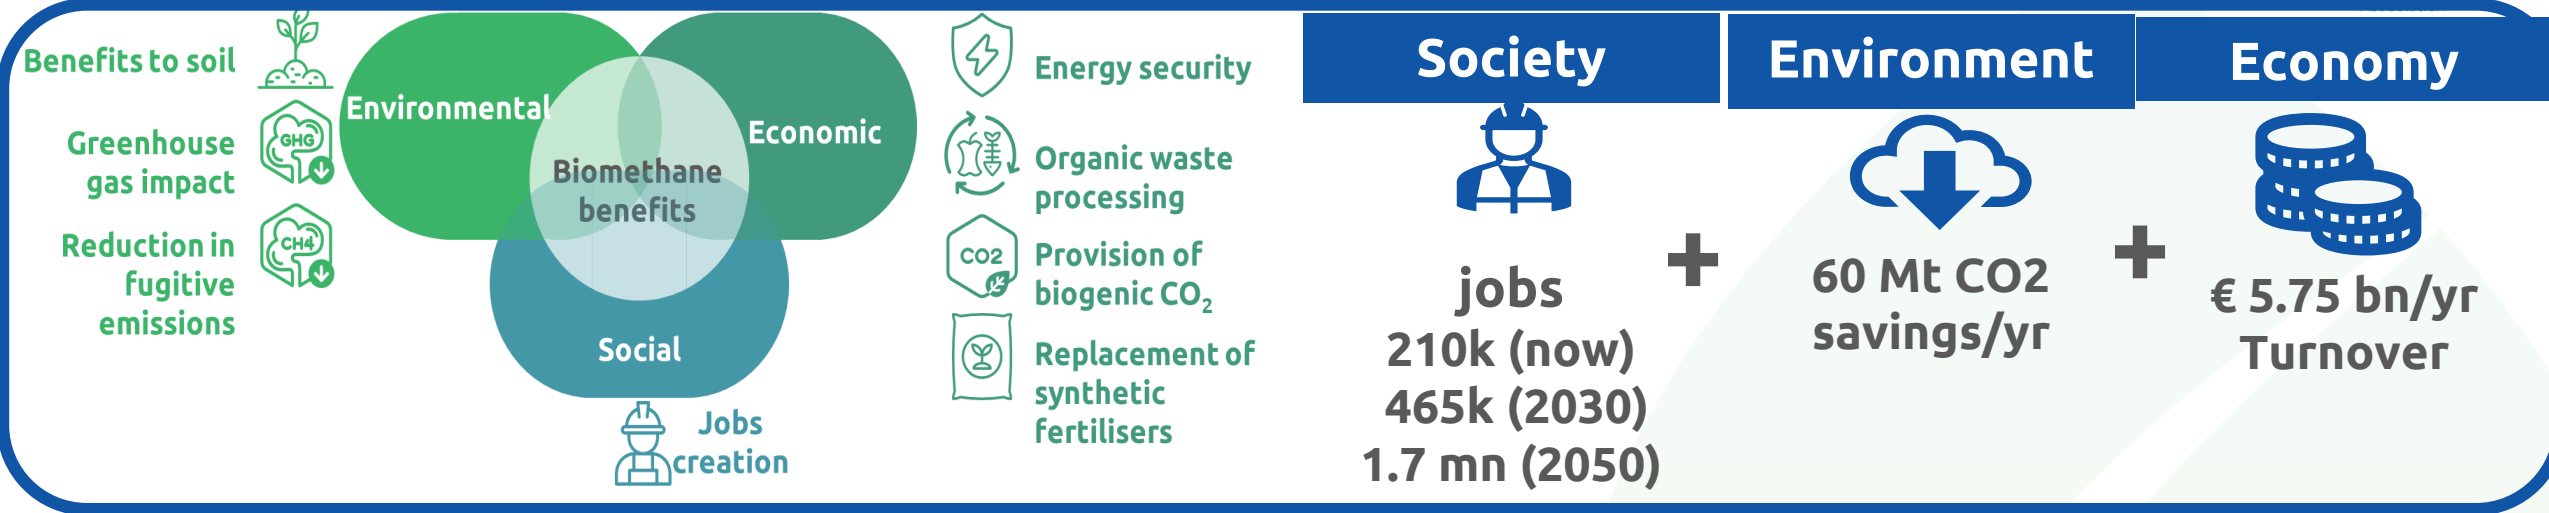 Benefits to soil
Greenhouse
gas impact
GHG
Reduction in
fugitive
emissions
CH4
Environmental
Economic
Biomethane
benefits
Social
Jobs
creation
Energy security
Organic waste
processing
CO2
Provision of
biogenic CO₂
Replacement of
synthetic
fertilisers
Society
jobs
210k (now)
465k (2030)
1.7 mn (2050)
+
Environment
60 Mt CO2
savings/yr
+
Economy
€ 5.75 bn/yr
Turnover